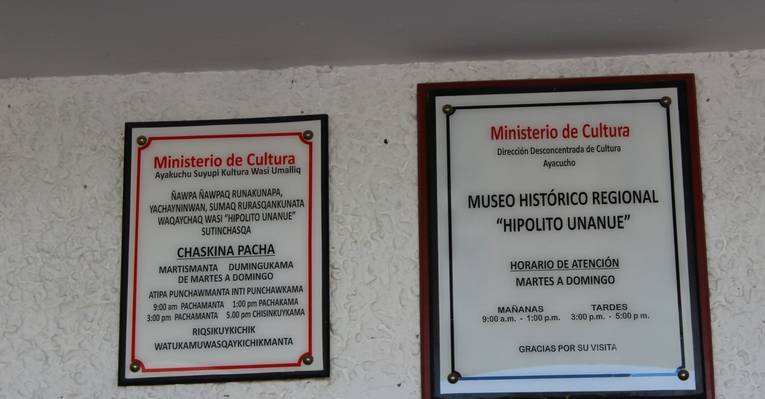 Ministerio de Cultura
Ayakuchu Suyupi Kultura Wasi Umalliq
ÑAWPA ÑAWPAQ RUNAKUNAPA,
YACHAYNINWAN, SUMAQ RURASQANKUNATA
WAQAYCHAQ WASI “HIPOLITO UNANUE”
SUTINCHASQA
CHASKINA PACHA
MARTISMANTA DUMINGUKAMA
DE MARTES A DOMINGO
ATIPA PUNCHAWMANTA INTI PUNCHAWKAMA
9:00 am PACHAMANTA 1:00 pm PACHAKAMA
3:00 pm PACHAMANTA 5.00 pm CHISINKUYKAMA
RIQSIKUYKICHIK
WATUKAMUWASQAYKICHIKMANTA
Ministerio de Cultura
Dirección Desconcentrada de Cultura
Ayacucho
MUSEO HISTÓRICO REGIONAL
“HIPOLITO UNANUE”
HORARIO DE ATENCIÓN
MARTES A DOMINGO
MAÑANAS TARDES
9:00 a.m. - 1:00 p.m. 3:00 p.m. - 5:00 p.m.
GRACIAS POR SU VISITA